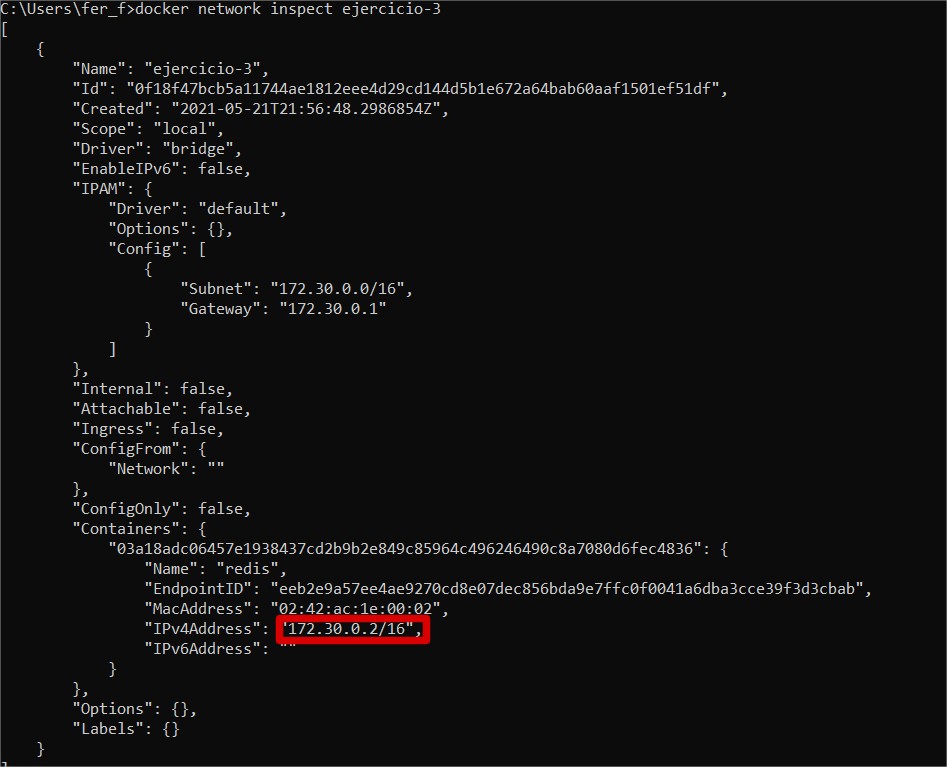 C:\Users\fer_f>docker network inspect ejercicio-3
[
    {
        "Name": "ejercicio-3",
        "Id": "0f18f47bcb5a11744ae1812eee4d29cd144d5b1e672a64bab60aaf1501ef51df",
        "Created": "2021-05-21T21:56:48.2986854Z",
        "Scope": "local",
        "Driver": "bridge",
        "EnableIPv6": false,
        "IPAM": {
            "Driver": "default",
            "Options": {},
            "Config": [
                {
                    "Subnet": "172.30.0.0/16",
                    "Gateway": "172.30.0.1"
                }
            ]
        },
        "Internal": false,
        "Attachable": false,
        "Ingress": false,
        "ConfigFrom": {
            "Network": ""
        },
        "ConfigOnly": false,
        "Containers": {
            "03a18adc06457e1938437cd2b9b2e849c85964c496246490c8a7080d6fec4836": {
                "Name": "redis",
                "EndpointID": "eeb2e9a57ee4ae9270cd8e07dec856bda9e7ffc0f0041a6dba3cce39f3d3cbab",
                "MacAddress": "02:42:ac:1e:00:02",
                "IPv4Address": "172.30.0.2/16",
                "IPv6Address": ""
            }
        },
        "Options": {},
        "Labels": {}
    }
]